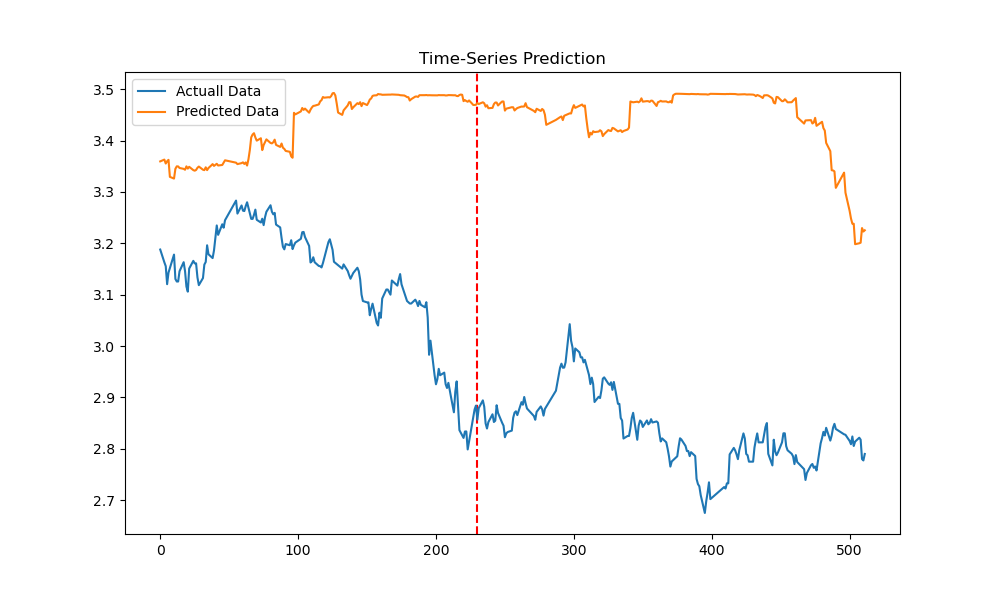 Time-Series Prediction
Actuall Data
Predicted Data
3.5
3.4
3.3
3.2
3.1
3.0
2.9
2.8
2.7
0 100 200 300 400 500